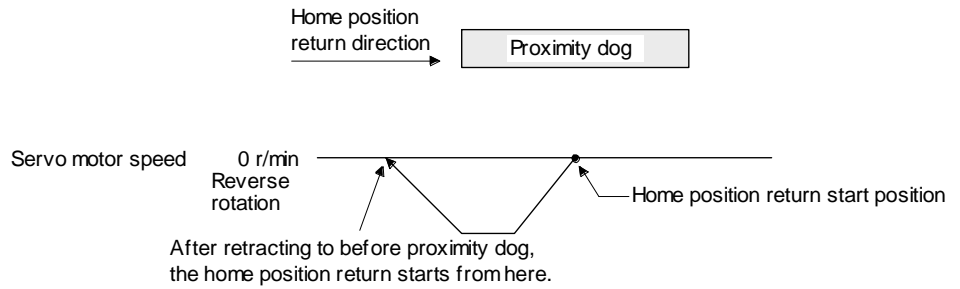 Home position
return direction
Proximity dog
Servo motor speed 0 r/min
Reverse
rotation
Home position return start position
After retracting to before proximity dog,
the home position return starts from here.